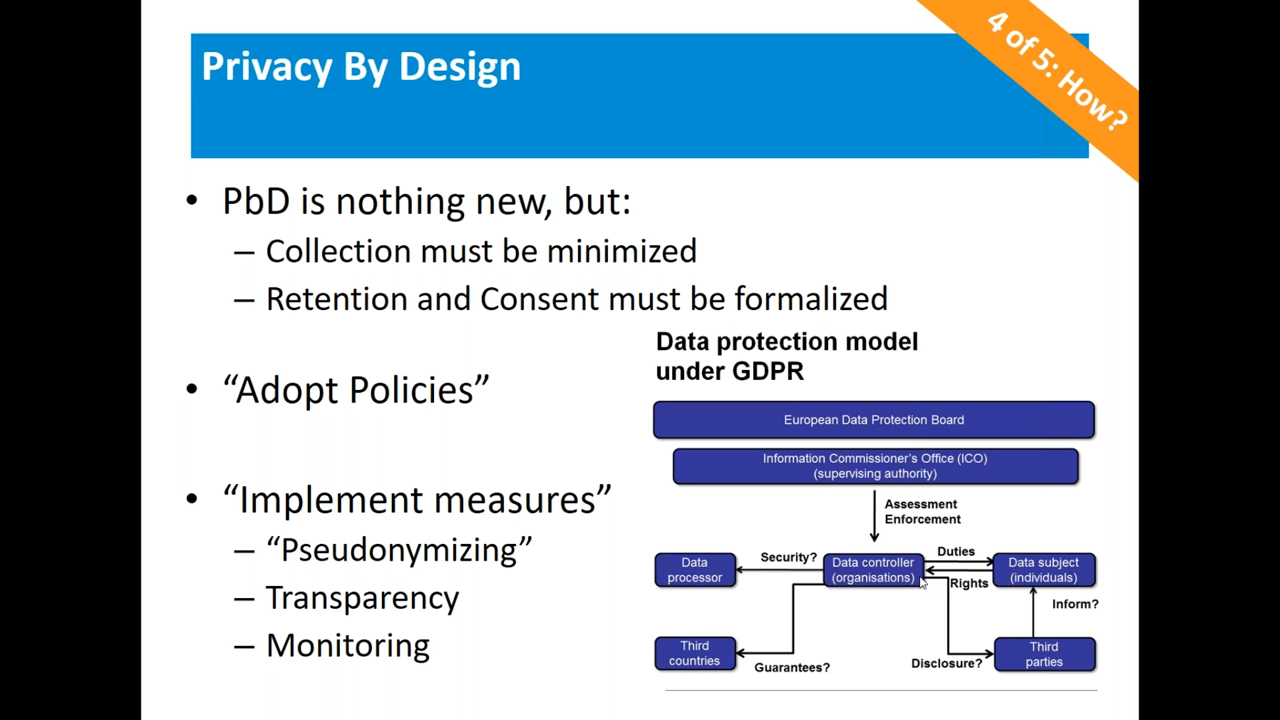 Privacy By Design
4 of 5: How?
• PbD is nothing new, but:
– Collection must be minimized
– Retention and Consent must be formalized
• “Adopt Policies”
• “Implement measures”
– “Pseudonymizing”
– Transparency
– Monitoring
Data protection model
under GDPR
European Data Protection Board
Information Commissioner's Office (ICO)
(supervising authority)
Assessment
Enforcement
Data
processor
Security?
Data controller
(organisations)
Duties
Rights
Data subject
(individuals)
Inform?
Third
countries
Guarantees?
Disclosure?
Third
parties